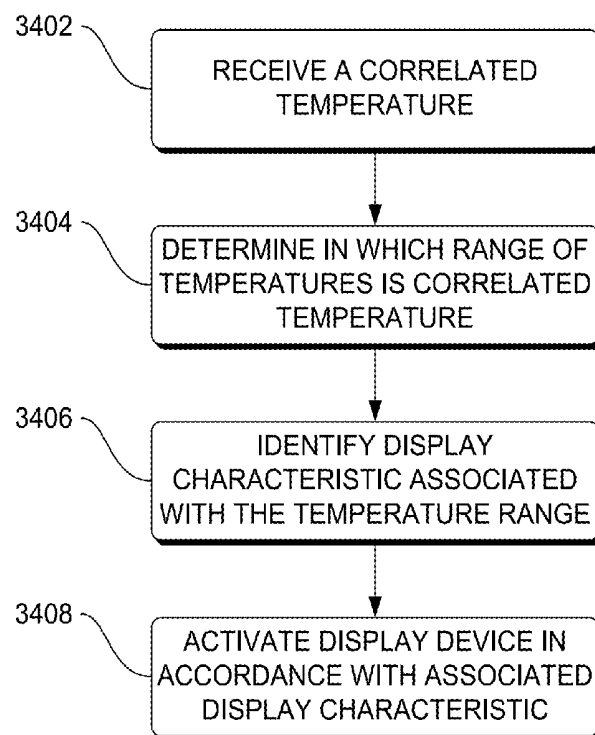 3402
RECEIVE A CORRELATED
TEMPERATURE
3404
DETERMINE IN WHICH RANGE OF
TEMPERATURES IS CORRELATED
TEMPERATURE
3406
IDENTIFY DISPLAY
CHARACTERISTIC ASSOCIATED
WITH THE TEMPERATURE RANGE
3408
ACTIVATE DISPLAY DEVICE IN
ACCORDANCE WITH ASSOCIATED
DISPLAY CHARACTERISTIC